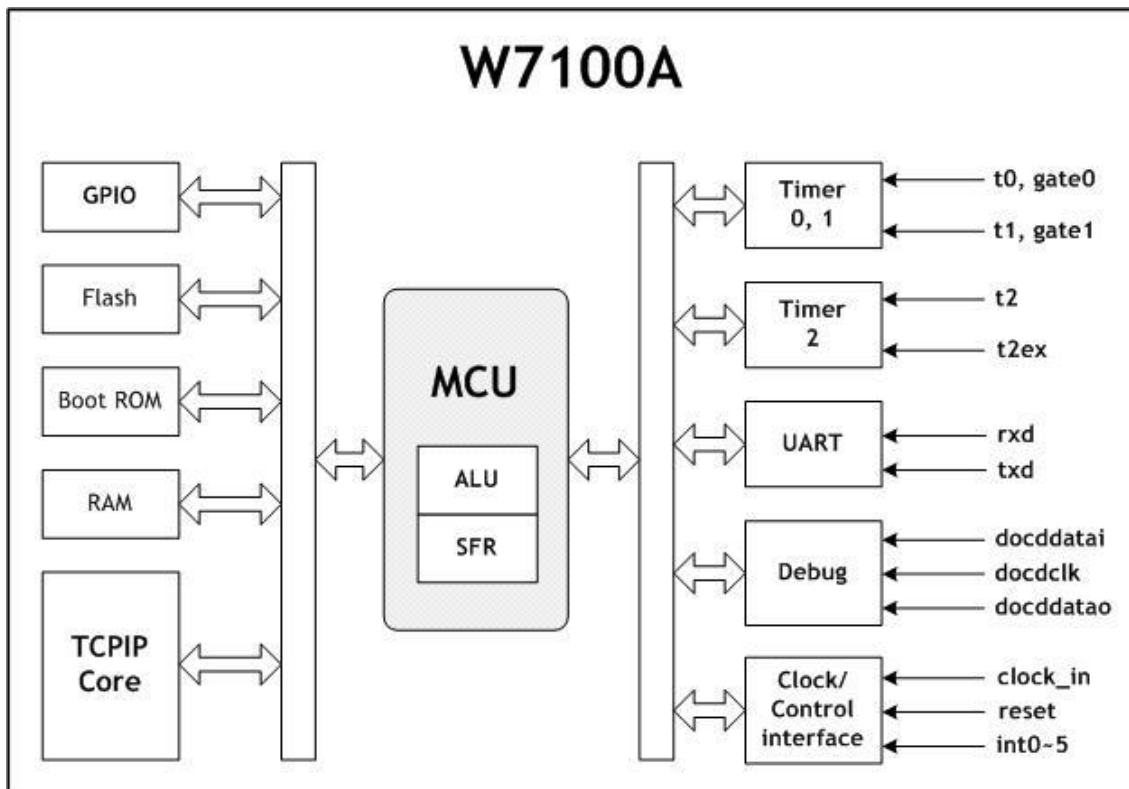 W7100A
GPIO
Flash
Boot ROM
RAM
TCPIP
Core
MCU
ALU
SFR
Timer
0, 1
t0, gate0
t1, gate1
Timer
2
t2
t2ex
UART
rxd
txd
Debug
docddatai
docdclk
docddatao
Clock/
Control
interface
clock_in
reset
int0~5